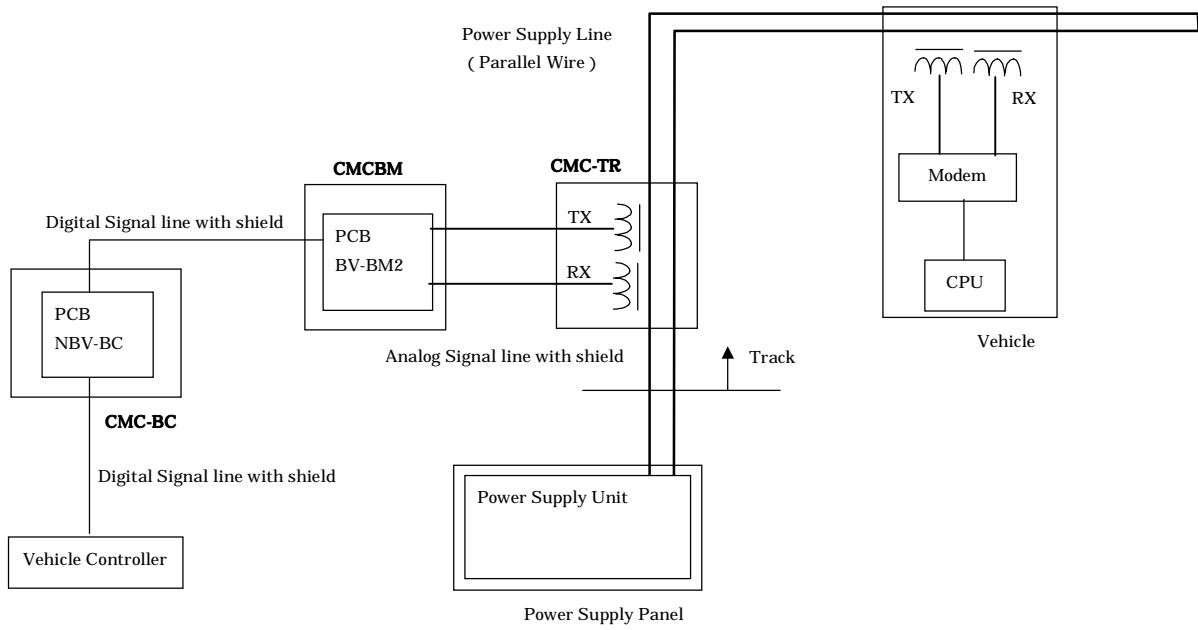 Power Supply Line
( Parallel Wire )
TX
RX
Modem
CPU
Vehicle
CMCBM
CMC-TR
Digital Signal line with shield
PCB
BV-BM2
TX
RX
PCB
NBV-BC
Analog Signal line with shield
Track
CMC-BC
Digital Signal line with shield
Power Supply Unit
Vehicle Controller
Power Supply Panel